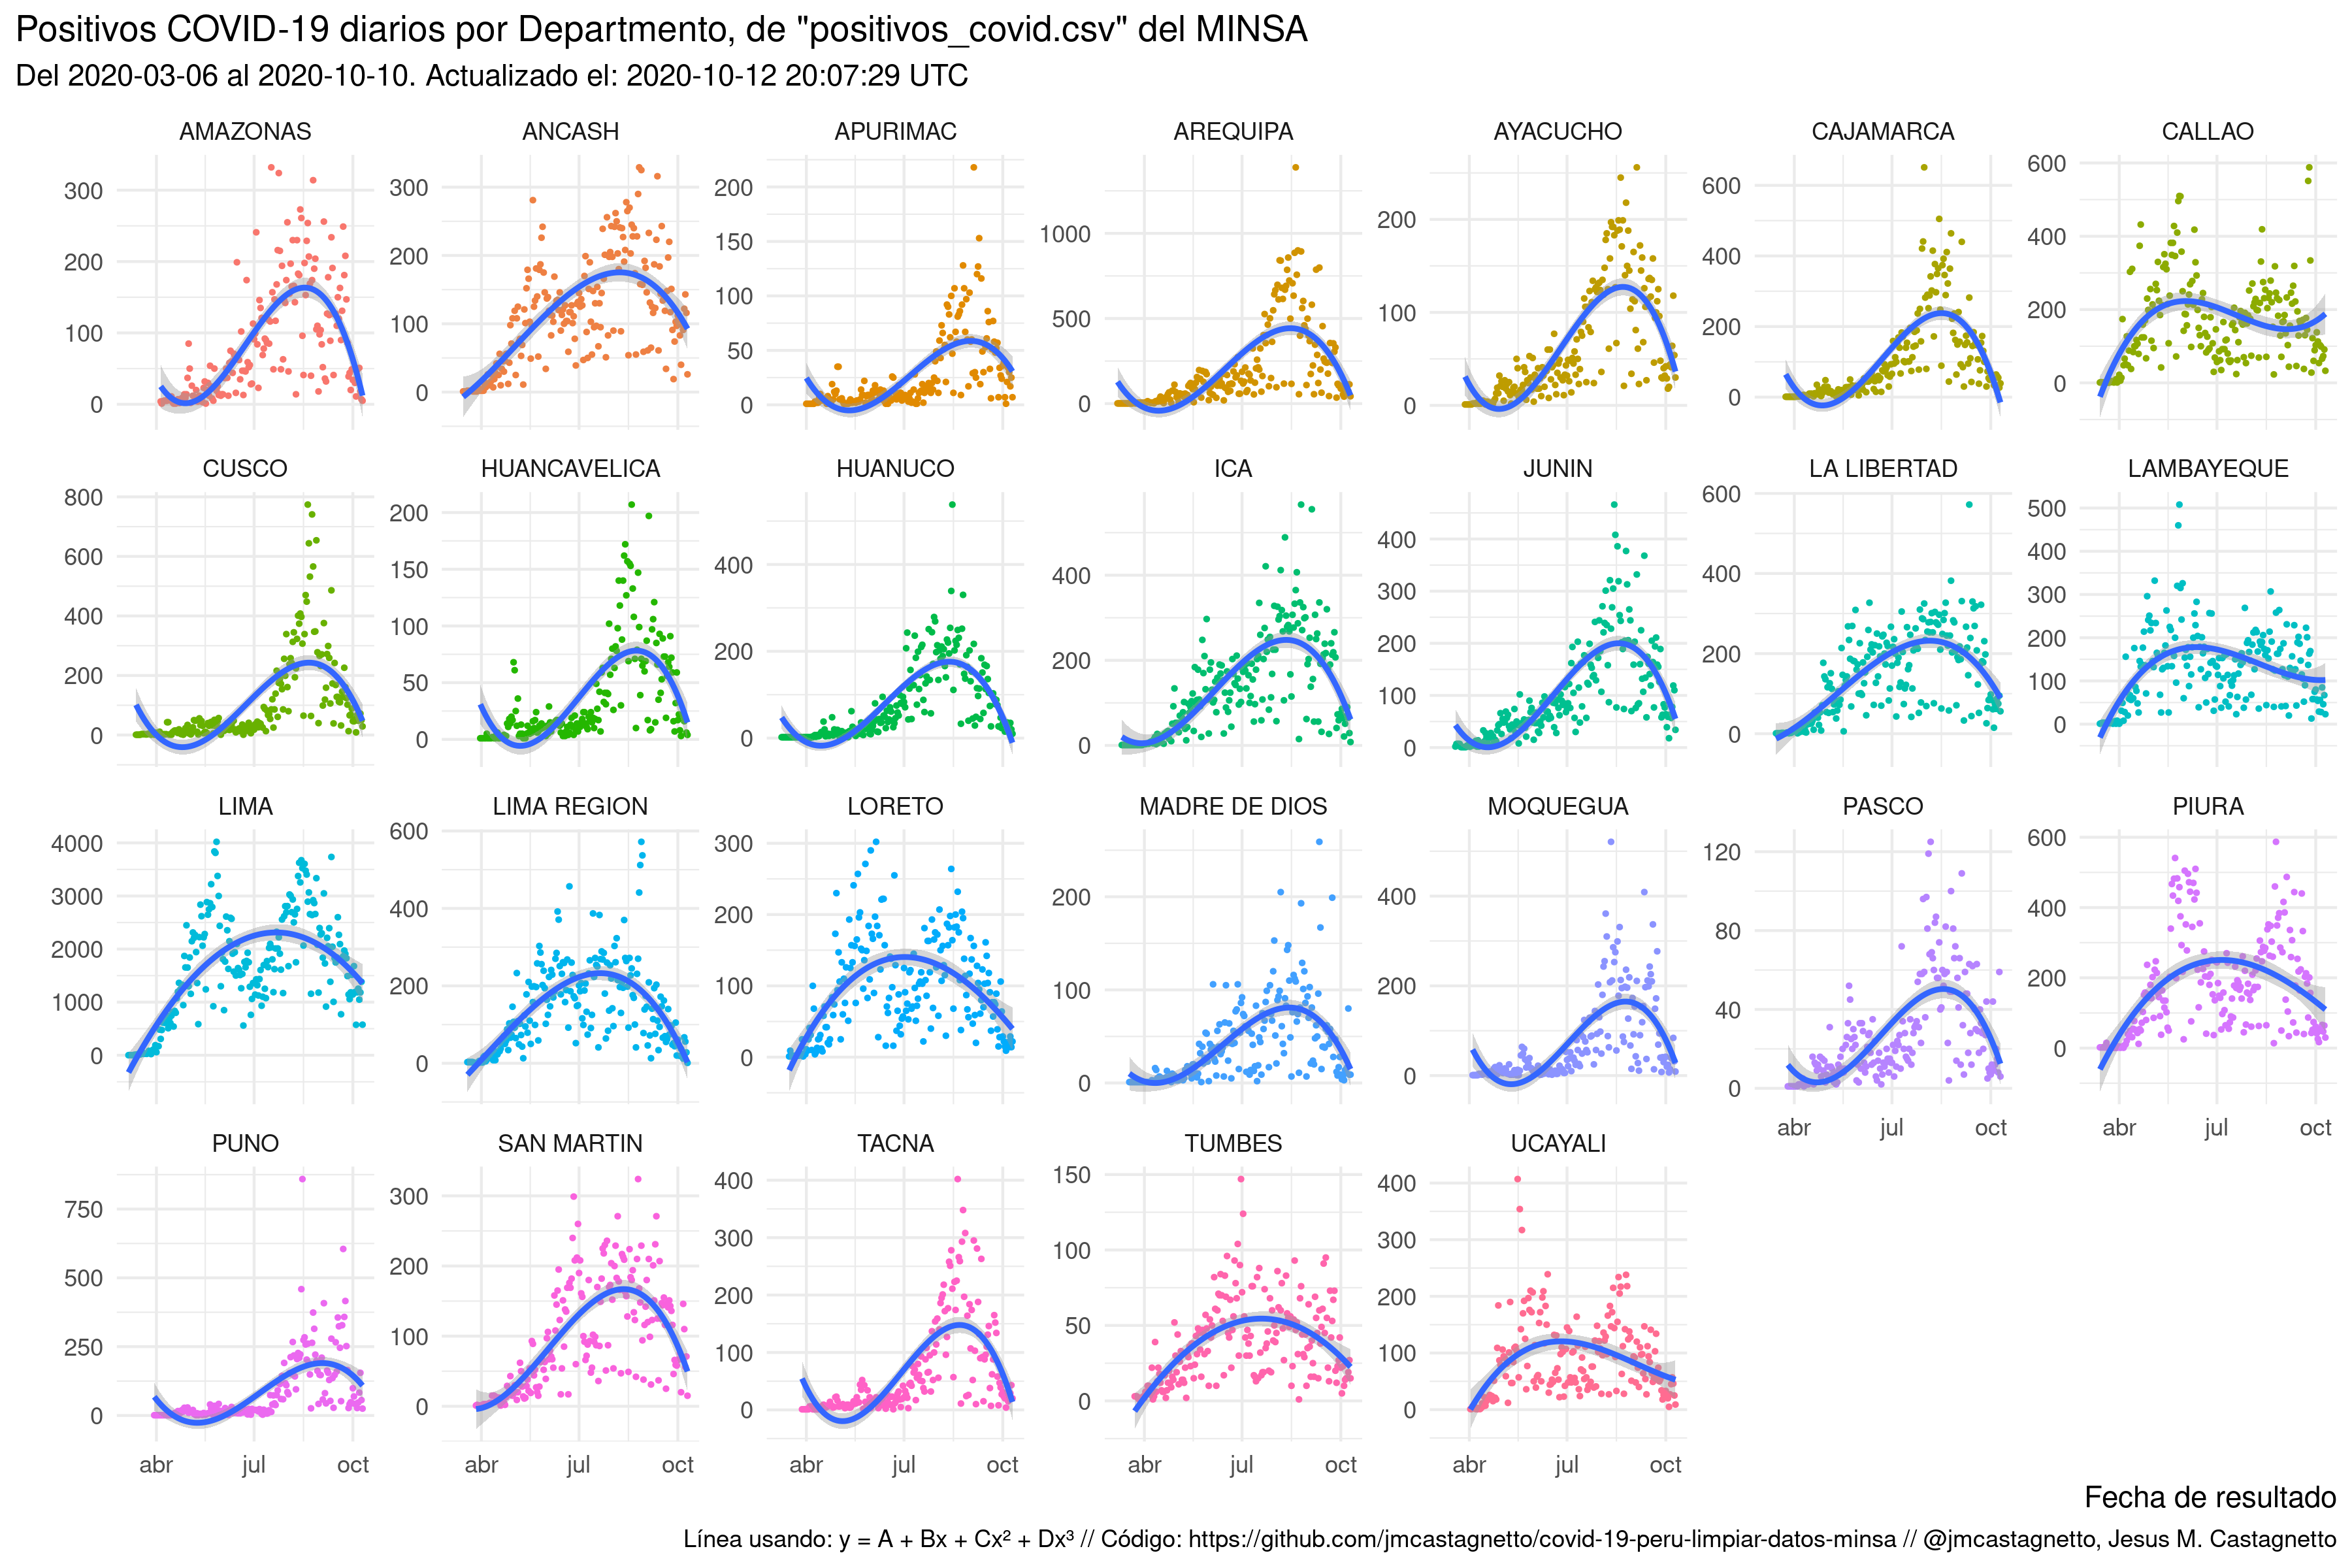 Positivos COVID-19 diarios por Departmento, de "positivos_covid.csv" del MINSA
Del 2020-03-06 al 2020-10-10. Actualizado el: 2020-10-12 20:07:29 UTC
AMAZONAS
300
200
100
0
ANCASH
300
200
100
0
APURIMAC
200
150
100
50
0
AREQUIPA
1000
500
0
AYACUCHO
200
100
0
CAJAMARCA
600
400
200
0
CALLAO
600
400
200
0
CUSCO
800
600
400
200
0
HUANCAVELICA
200
150
100
50
0
HUANUCO
400
200
0
ICA
400
200
0
JUNIN
400
300
200
100
0
LA LIBERTAD
600
400
200
0
LAMBAYEQUE
500
400
300
200
100
0
LIMA
4000
3000
2000
1000
0
LIMA REGION
600
400
200
0
LORETO
300
200
100
0
MADRE DE DIOS
200
100
0
MOQUEGUA
400
200
0
PASCO
120
80
40
0
abr jul oct
PIURA
600
400
200
0
abr jul oct
PUNO
750
500
250
0
abr jul oct
SAN MARTIN
300
200
100
0
abr jul oct
TACNA
400
300
200
100
0
abr jul oct
TUMBES
150
100
50
0
abr jul oct
UCAYALI
400
300
200
100
0
abr jul oct
Fecha de resultado
Línea usando: y = A + Bx + Cx² + Dx³ // Código: https://github.com/jmcastagnetto/covid-19-peru-limpiar-datos-minsa // @jmcastagnetto, Jesus M. Castagnetto